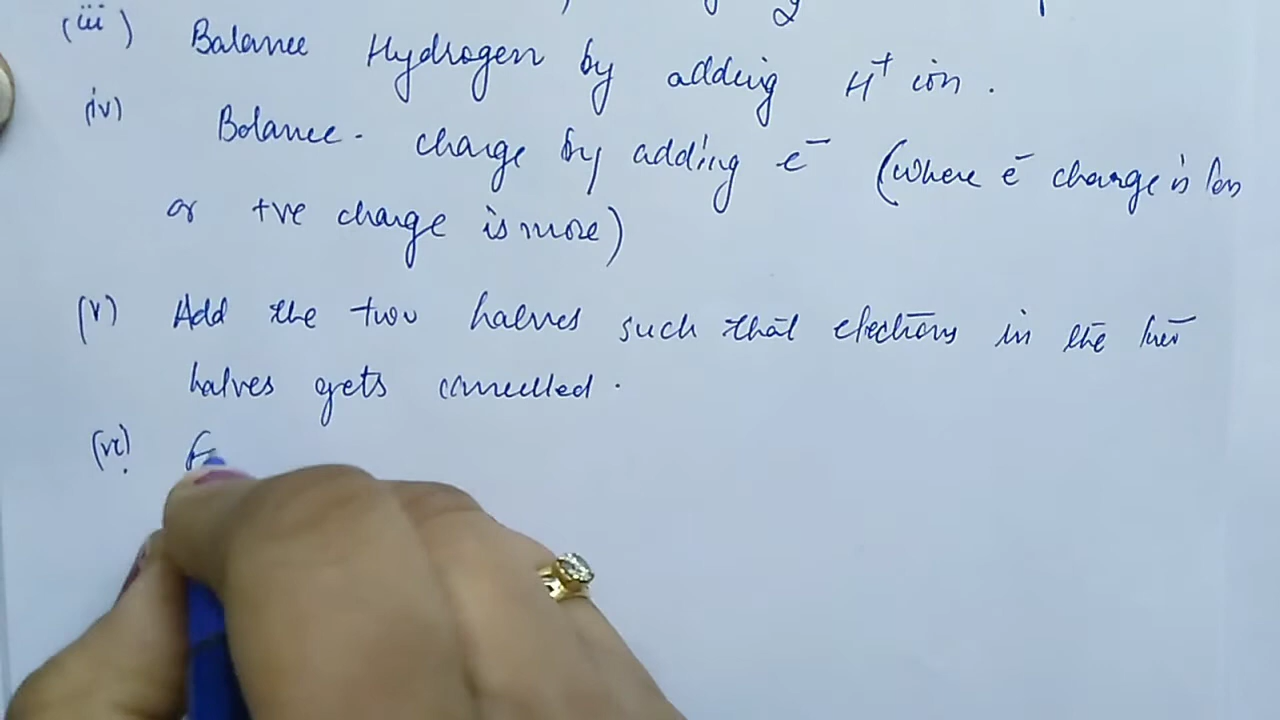 (iii) Balance Hydrogen by adding H⁺ ion.
(iv) Balance charge by adding e⁻ (where e⁻ charge is less
or +ve charge is more)
(v) Add the two halves such that electrons in the two
halves gets cancelled.
(vi)